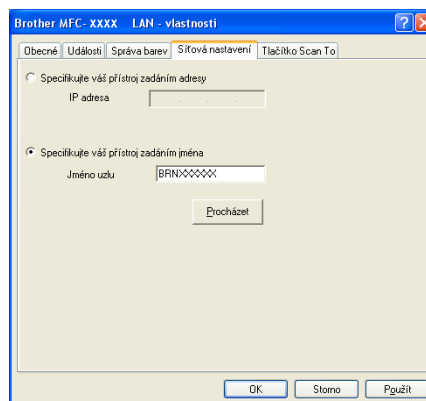 Brother MFC- XXXX LAN - vlastnosti
Obecné Události Správa barev Síťová nastavení Tlačítko Scan To
Specifikujte váš přístroj zadáním adresy
IP adresa . . .
Specifikujte váš přístroj zadáním jména
Jméno uzlu BRNXXXXX
Procházet
OK Storno Použít